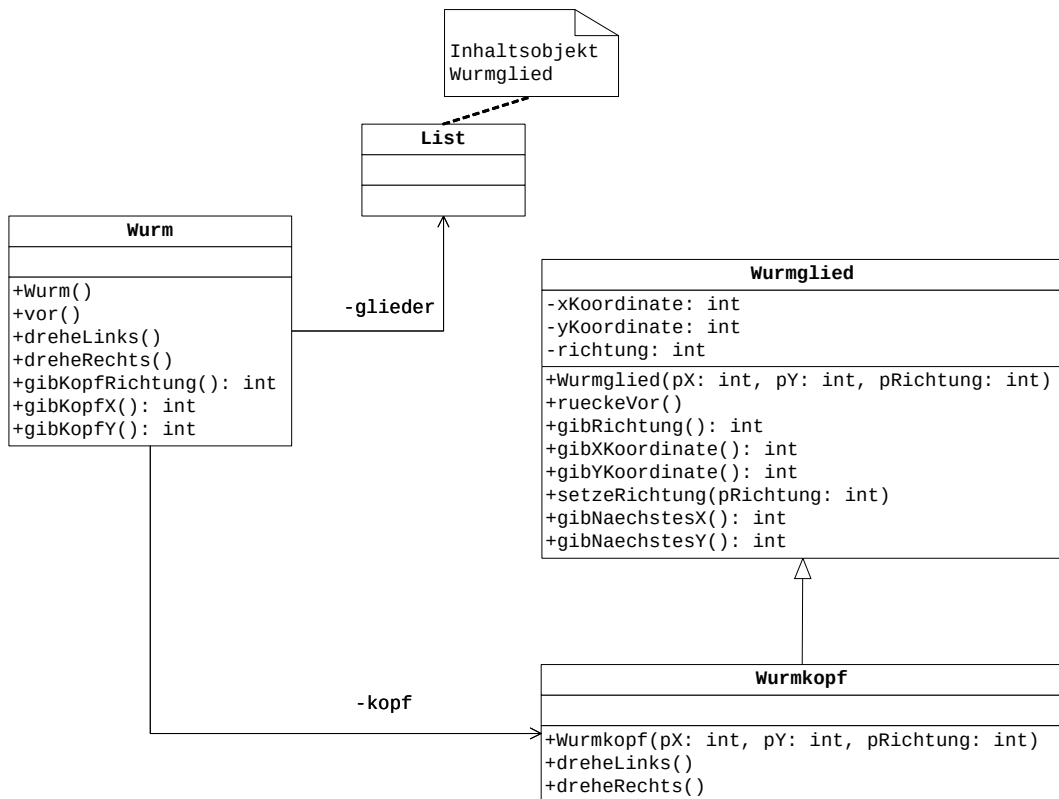 Inhaltsobjekt
Wurmglied
List
Wurm
+Wurm()
+vor()
+dreheLinks()
+dreheRechts()
+gibKopfRichtung(): int
+gibKopfX(): int
+gibKopfY(): int
-glieder
Wurmglied
-xKoordinate: int
-yKoordinate: int
-richtung: int
+Wurmglied(pX: int, pY: int, pRichtung: int)
+rueckeVor()
+gibRichtung(): int
+gibXKoordinate(): int
+gibYKoordinate(): int
+setzeRichtung(pRichtung: int)
+gibNaechstesX(): int
+gibNaechstesY(): int
-kopf
Wurmkopf
+Wurmkopf(pX: int, pY: int, pRichtung: int)
+dreheLinks()
+dreheRechts()